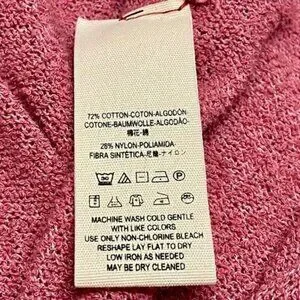 72% COTTON-COTON-ALGODÓN
COTONE-BAUMWOLLE-ALGODÃO-
棉花-綿
28% NYLON-POLIAMIDA
FIBRA SINTÉTICA-尼龍-ナイロン
MACHINE WASH COLD GENTLE
WITH LIKE COLORS
USE ONLY NON-CHLORINE BLEACH
RESHAPE LAY FLAT TO DRY
LOW IRON AS NEEDED
MAY BE DRY CLEANED